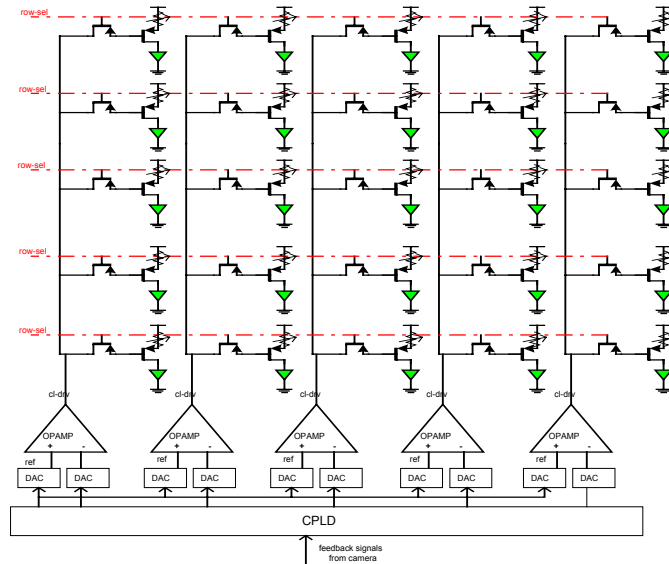 row-sel
row-sel
row-sel
row-sel
row-sel
cl-drv cl-drv cl-drv cl-drv cl-drv
OPAMP OPAMP OPAMP OPAMP OPAMP
+ - + - + - + - + -
ref ref ref ref ref
DAC DAC DAC DAC DAC DAC DAC DAC DAC DAC
CPLD
feedback signals
from camera